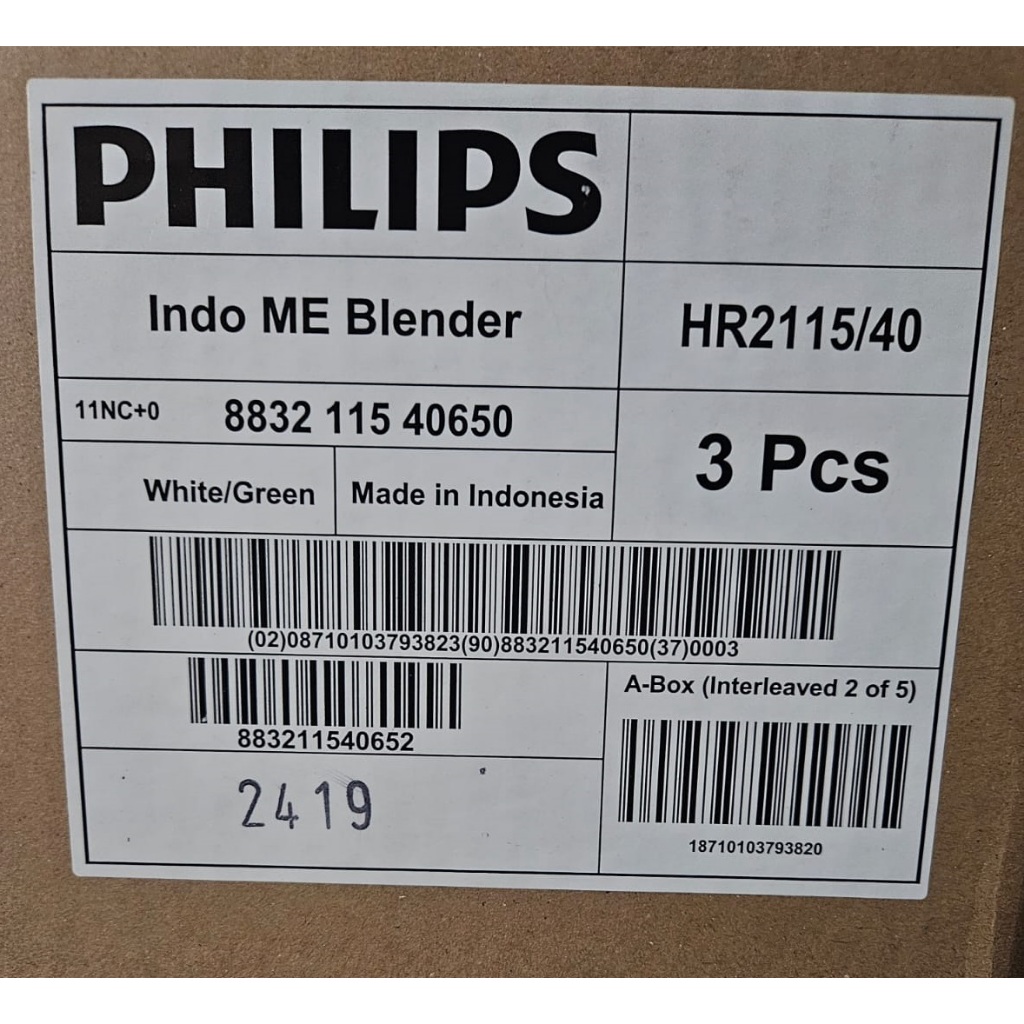 PHILIPS
Indo ME Blender
HR2115/40
11NC+0 8832 115 40650
3 Pcs
White/Green
Made in Indonesia
(02)08710103793823(90)883211540650(37)0003
883211540652
A-Box (Interleaved 2 of 5)
18710103793820
2419